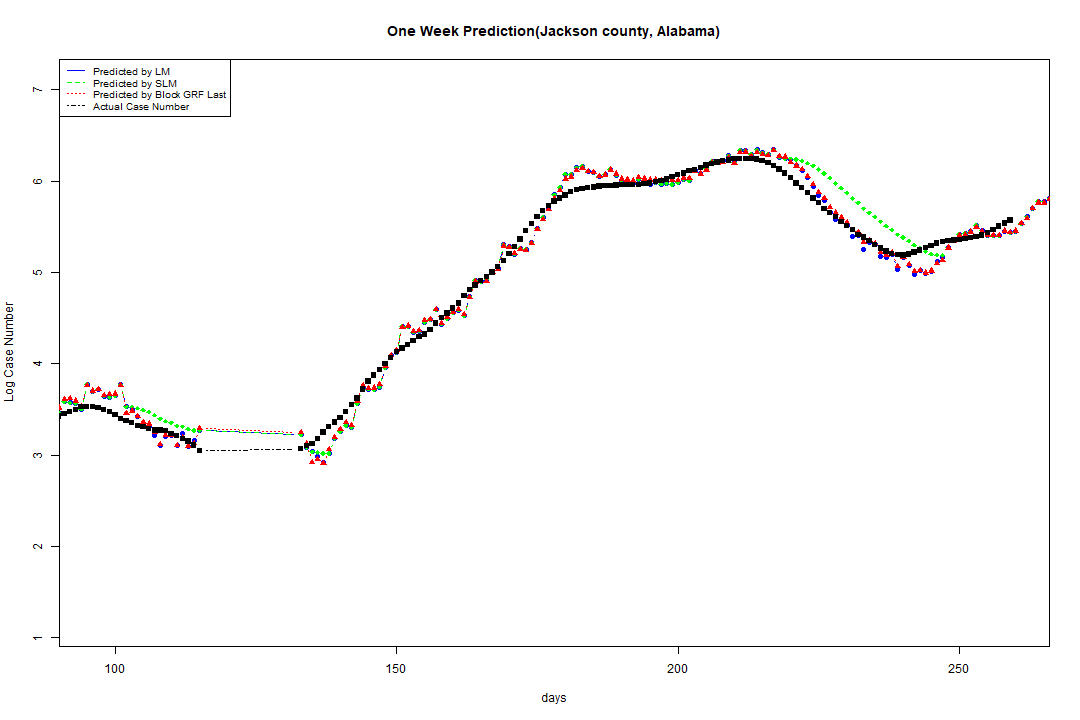 One Week Prediction(Jackson county, Alabama)
Predicted by LM
Predicted by SLM
Predicted by Block GRF Last
Actual Case Number
7
6
5
4
3
2
1
Log Case Number
100 150 200 250
days